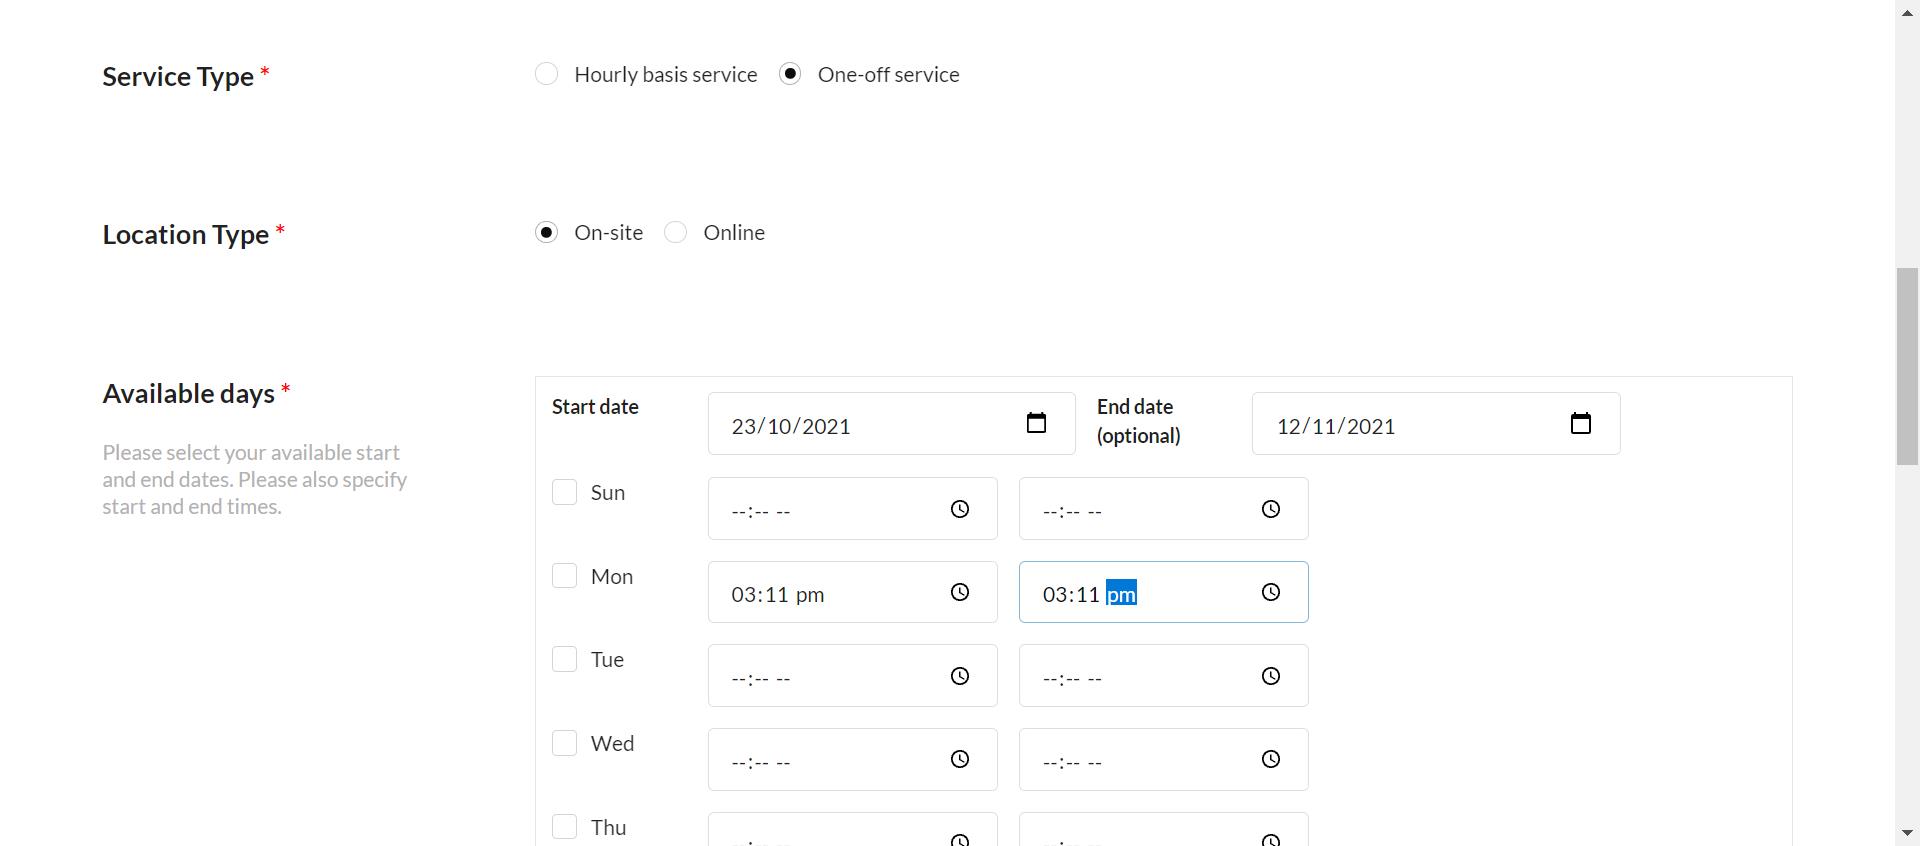 Service Type * Hourly basis service One-off service
Location Type * On-site Online
Available days *
Please select your available start
and end dates. Please also specify
start and end times.
Start date 23/10/2021 End date
(optional) 12/11/2021
Sun --:-- -- --:-- --
Mon 03:11 pm 03:11 pm
Tue --:-- -- --:-- --
Wed --:-- -- --:-- --
Thu